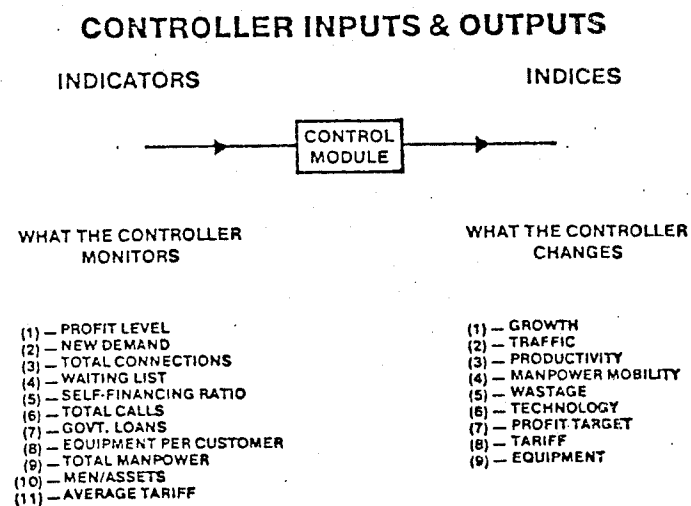 CONTROLLER INPUTS & OUTPUTS
INDICATORS
INDICES
CONTROL
MODULE
WHAT THE CONTROLLER
MONITORS
WHAT THE CONTROLLER
CHANGES
(1) — PROFIT LEVEL
(2) — NEW DEMAND
(3) — TOTAL CONNECTIONS
(4) — WAITING LIST
(5) — SELF-FINANCING RATIO
(6) — TOTAL CALLS
(7) — GOVT. LOANS
(8) — EQUIPMENT PER CUSTOMER
(9) — TOTAL MANPOWER
(10) — MEN/ASSETS
(11) — AVERAGE TARIFF
(1) — GROWTH
(2) — TRAFFIC
(3) — PRODUCTIVITY
(4) — MANPOWER MOBILITY
(5) — WASTAGE
(6) — TECHNOLOGY
(7) — PROFIT TARGET
(8) — TARIFF
(9) — EQUIPMENT